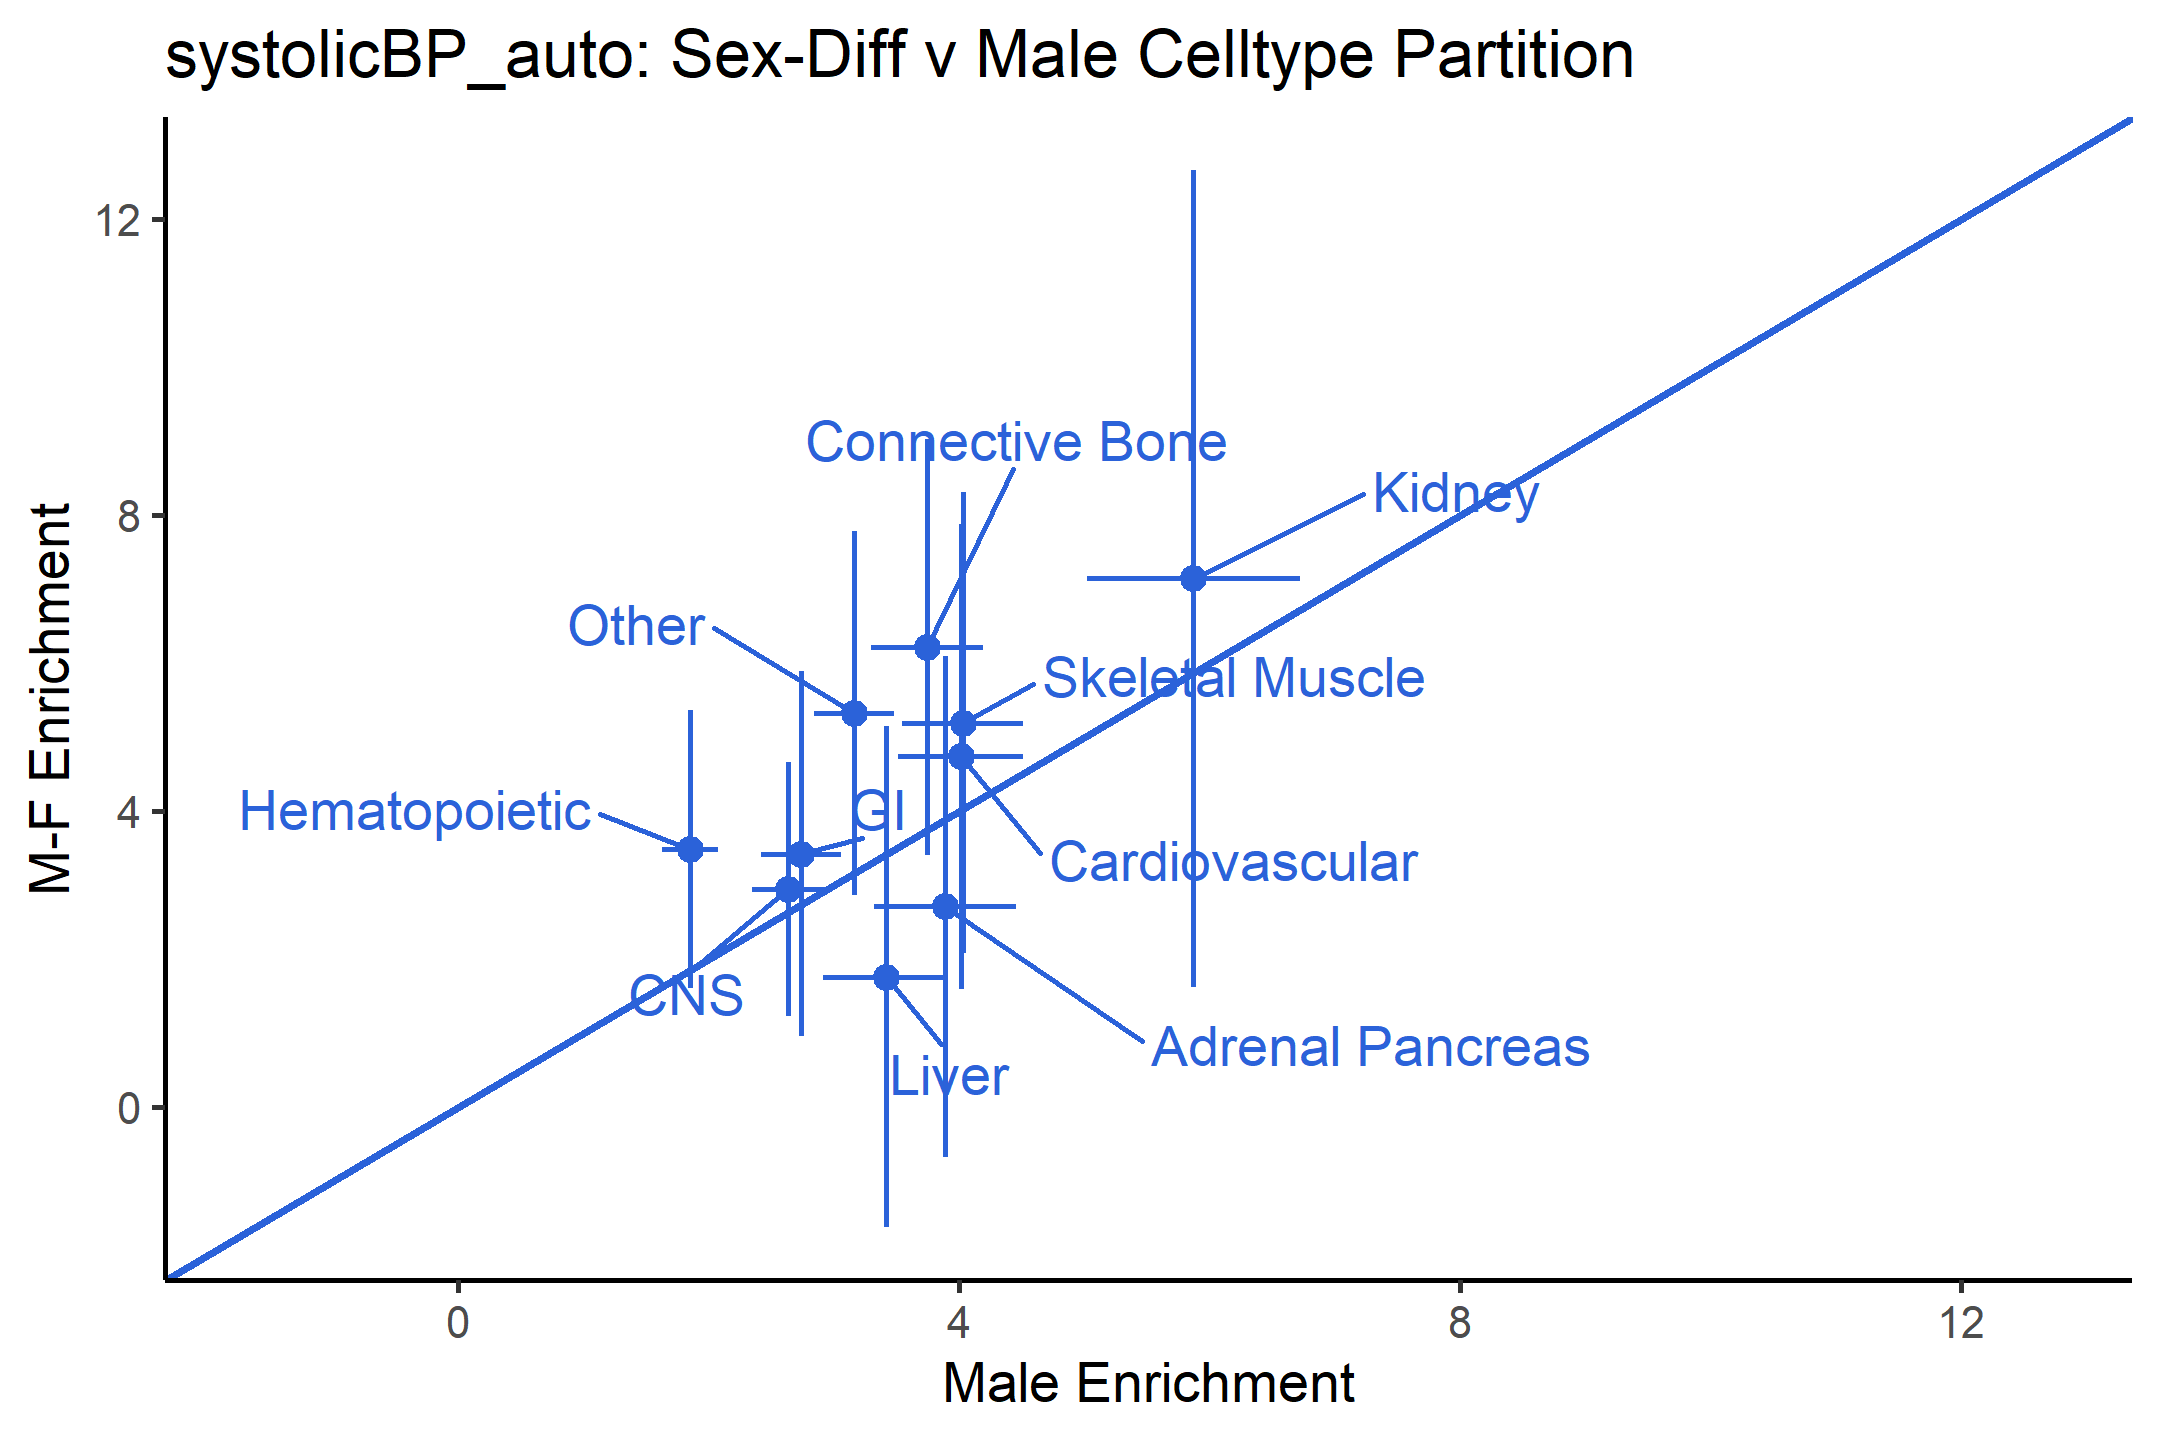 systolicBP_auto: Sex-Diff v Male Celltype Partition
12
8
4
0
M-F Enrichment
Connective Bone
Kidney
Other
Skeletal Muscle
Hematopoietic
GI
Cardiovascular
CNS
Adrenal Pancreas
Liver
0 4 8 12
Male Enrichment